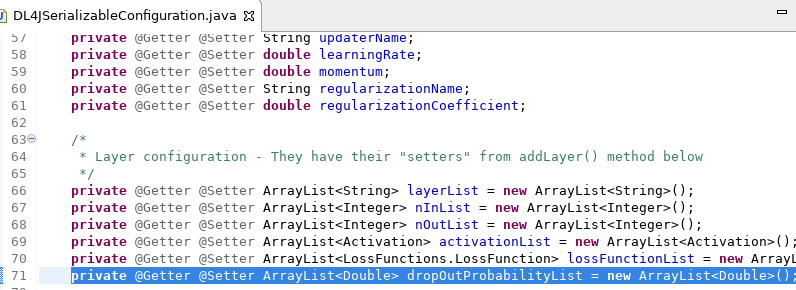 DL4JSerializableConfiguration.java
57 private @Getter @Setter String updaterName;
58 private @Getter @Setter double learningRate;
59 private @Getter @Setter double momentum;
60 private @Getter @Setter String regularizationName;
61 private @Getter @Setter double regularizationCoefficient;
62
63 /*
64 * Layer configuration - They have their "setters" from addLayer() method below
65 */
66 private @Getter @Setter ArrayList<String> layerList = new ArrayList<String>();
67 private @Getter @Setter ArrayList<Integer> nInList = new ArrayList<Integer>();
68 private @Getter @Setter ArrayList<Integer> nOutList = new ArrayList<Integer>();
69 private @Getter @Setter ArrayList<Activation> activationList = new ArrayList<Activation>();
70 private @Getter @Setter ArrayList<LossFunctions.LossFunction> lossFunctionList = new ArrayL
71 private @Getter @Setter ArrayList<Double> dropOutProbabilityList = new ArrayList<Double>();